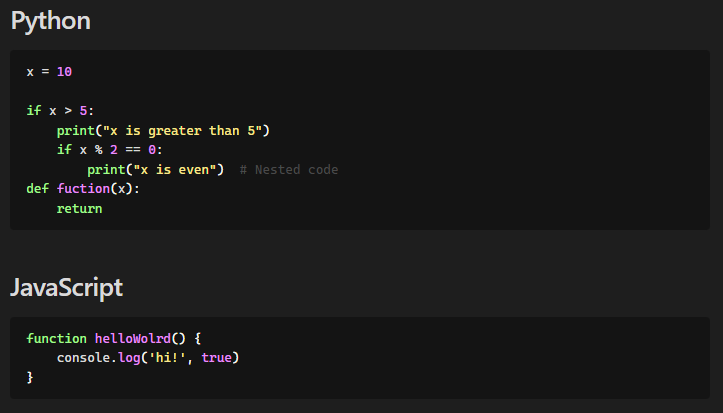 Python
x = 10
if x > 5:
    print("x is greater than 5")
    if x % 2 == 0:
        print("x is even")  # Nested code
def fuction(x):
    return
JavaScript
function helloWolrd() {
    console.log('hi!', true)
}